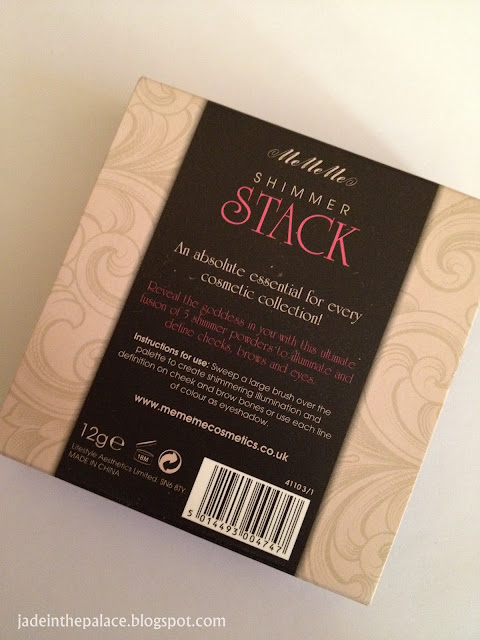 MeMeMe
SHIMMER
STACK
An absolute essential for every
cosmetic collection!
Reveal the goddess in you with this ultimate
fusion of 5 shimmer powders to illuminate and
define cheeks, brows and eyes.
Instructions for use: Sweep a large brush over the
palette to create shimmering illumination and
definition on cheek and brow bones or use each line
of colour as eyeshadow.
www.mememecosmetics.co.uk
12g e
18M
Lifestyle Aesthetics Limited. SN6 8TY
MADE IN CHINA
41103/1
5 014493 004747
jadeinthepalace.blogspot.com